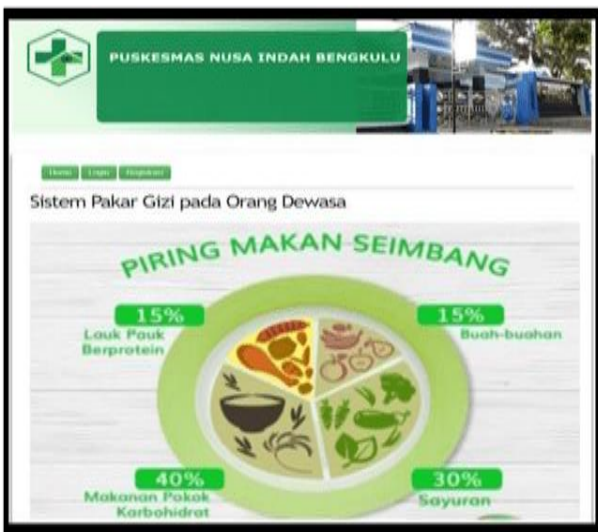 PUSKESMAS NUSA INDAH BENGKULU
Home Login Registrasi
Sistem Pakar Gizi pada Orang Dewasa
PIRING MAKAN SEIMBANG
15%
Lauk Pauk
Berprotein
15%
Buah-buahan
40%
Makanan Pokok
Karbohidrat
30%
Sayuran